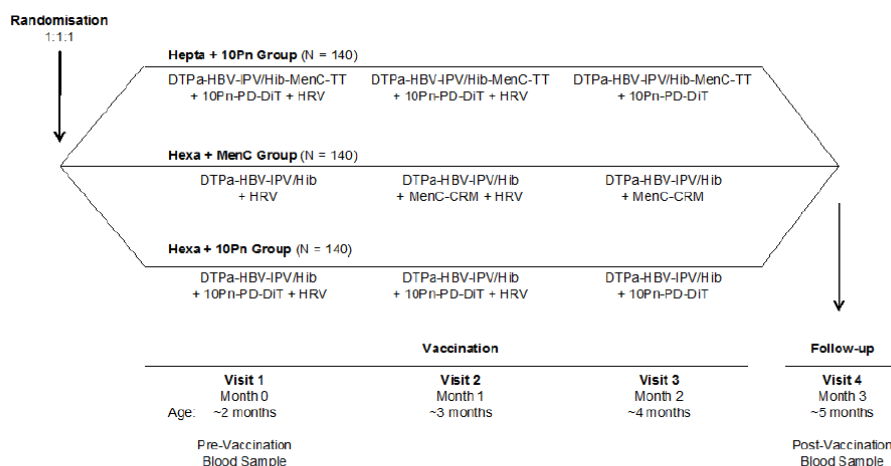 Randomisation
1:1:1
Hepta + 10Pn Group (N = 140)
DTPa-HBV-IPV/Hib-MenC-TT DTPa-HBV-IPV/Hib-MenC-TT DTPa-HBV-IPV/Hib-MenC-TT
+ 10Pn-PD-DiT + HRV + 10Pn-PD-DiT + HRV + 10Pn-PD-DiT
Hexa + MenC Group (N = 140)
DTPa-HBV-IPV/Hib DTPa-HBV-IPV/Hib DTPa-HBV-IPV/Hib
+ HRV + MenC-CRM + HRV + MenC-CRM
Hexa + 10Pn Group (N = 140)
DTPa-HBV-IPV/Hib DTPa-HBV-IPV/Hib DTPa-HBV-IPV/Hib
+ 10Pn-PD-DiT + HRV + 10Pn-PD-DiT + HRV + 10Pn-PD-DiT
Vaccination Follow-up
Visit 1 Visit 2 Visit 3 Visit 4
Month 0 Month 1 Month 2 Month 3
Age: ~2 months ~3 months ~4 months ~5 months
Pre-Vaccination Post-Vaccination
Blood Sample Blood Sample